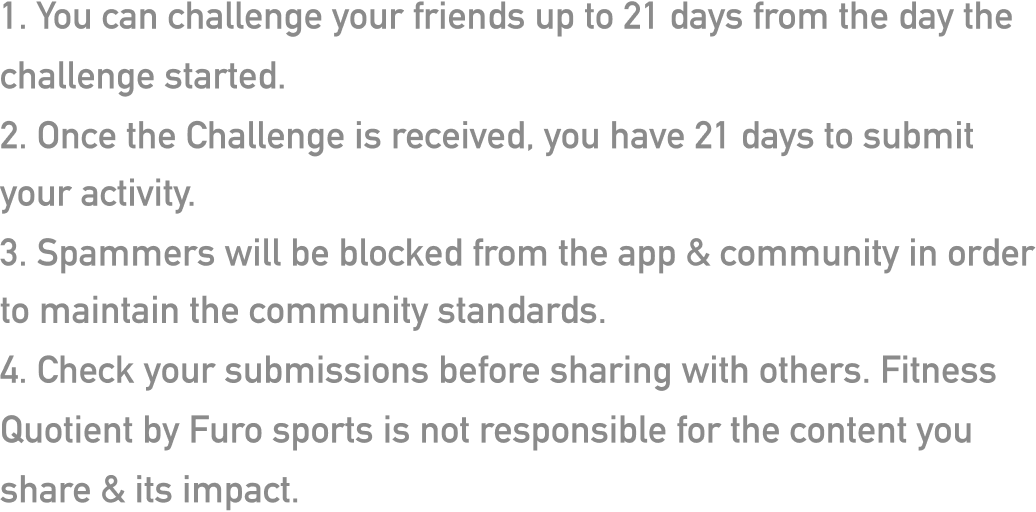 1. You can challenge your friends up to 21 days from the day the
challenge started.
2. Once the Challenge is received, you have 21 days to submit
your activity.
3. Spammers will be blocked from the app & community in order
to maintain the community standards.
4. Check your submissions before sharing with others. Fitness
Quotient by Furo sports is not responsible for the content you
share & its impact.